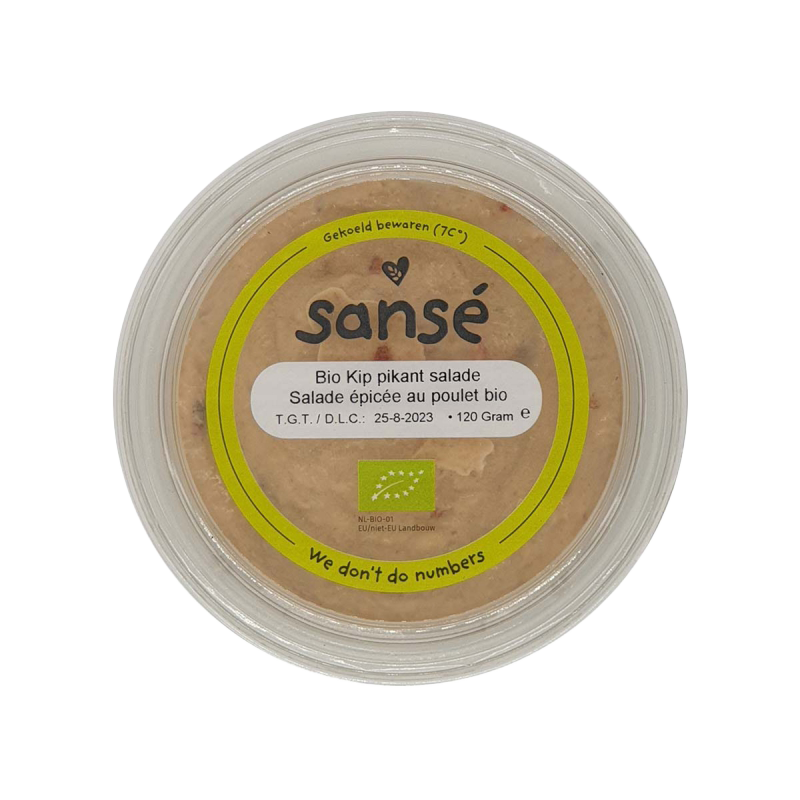 Gekoeld bewaren (7C°)
sansé
Bio Kip pikant salade
Salade épicée au poulet bio
T.G.T. / D.L.C.: 25-8-2023 • 120 Gram ℮
NL-BIO-01
EU/niet-EU Landbouw
We don't do numbers